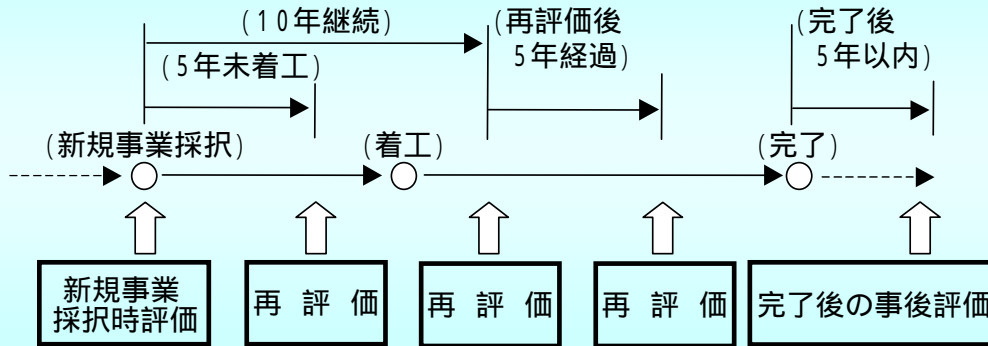 (10年継続)
(5年未着工)
(再評価後
5年経過)
(完了後
5年以内)
(新規事業採択)
(着工)
(完了)
新規事業
採択時評価
再 評 価
再 評 価
再 評 価
完了後の事後評価